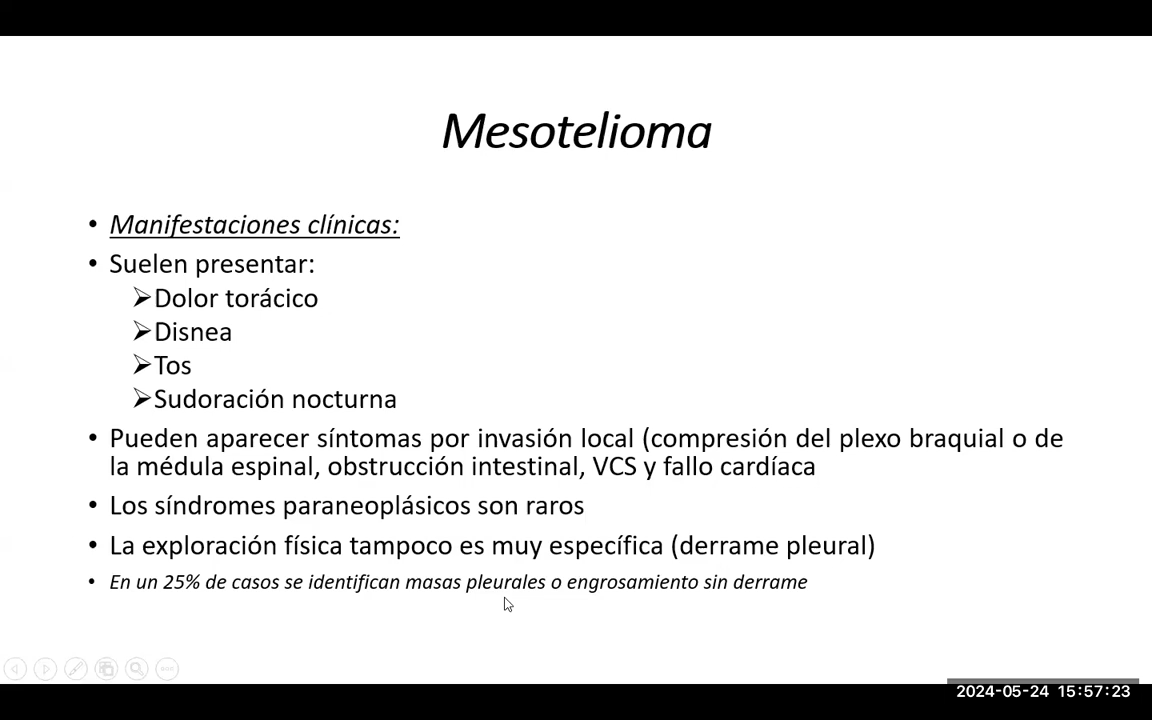 Mesotelioma
• Manifestaciones clínicas:
• Suelen presentar:
➢Dolor torácico
➢Disnea
➢Tos
➢Sudoración nocturna
• Pueden aparecer síntomas por invasión local (compresión del plexo braquial o de
la médula espinal, obstrucción intestinal, VCS y fallo cardíaca
• Los síndromes paraneoplásicos son raros
• La exploración física tampoco es muy específica (derrame pleural)
• En un 25% de casos se identifican masas pleurales o engrosamiento sin derrame
2024-05-24 15:57:23